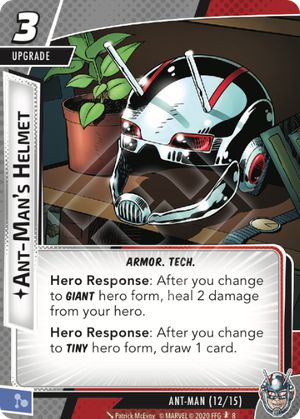 3
UPGRADE
ANT-MAN'S HELMET
ARMOR. TECH.
Hero Response: After you change
to GIANT hero form, heal 2 damage
from your hero.
Hero Response: After you change
to TINY hero form, draw 1 card.
ANT-MAN (12/15)
Patrick McEvoy © MARVEL © 2020 FFG 8